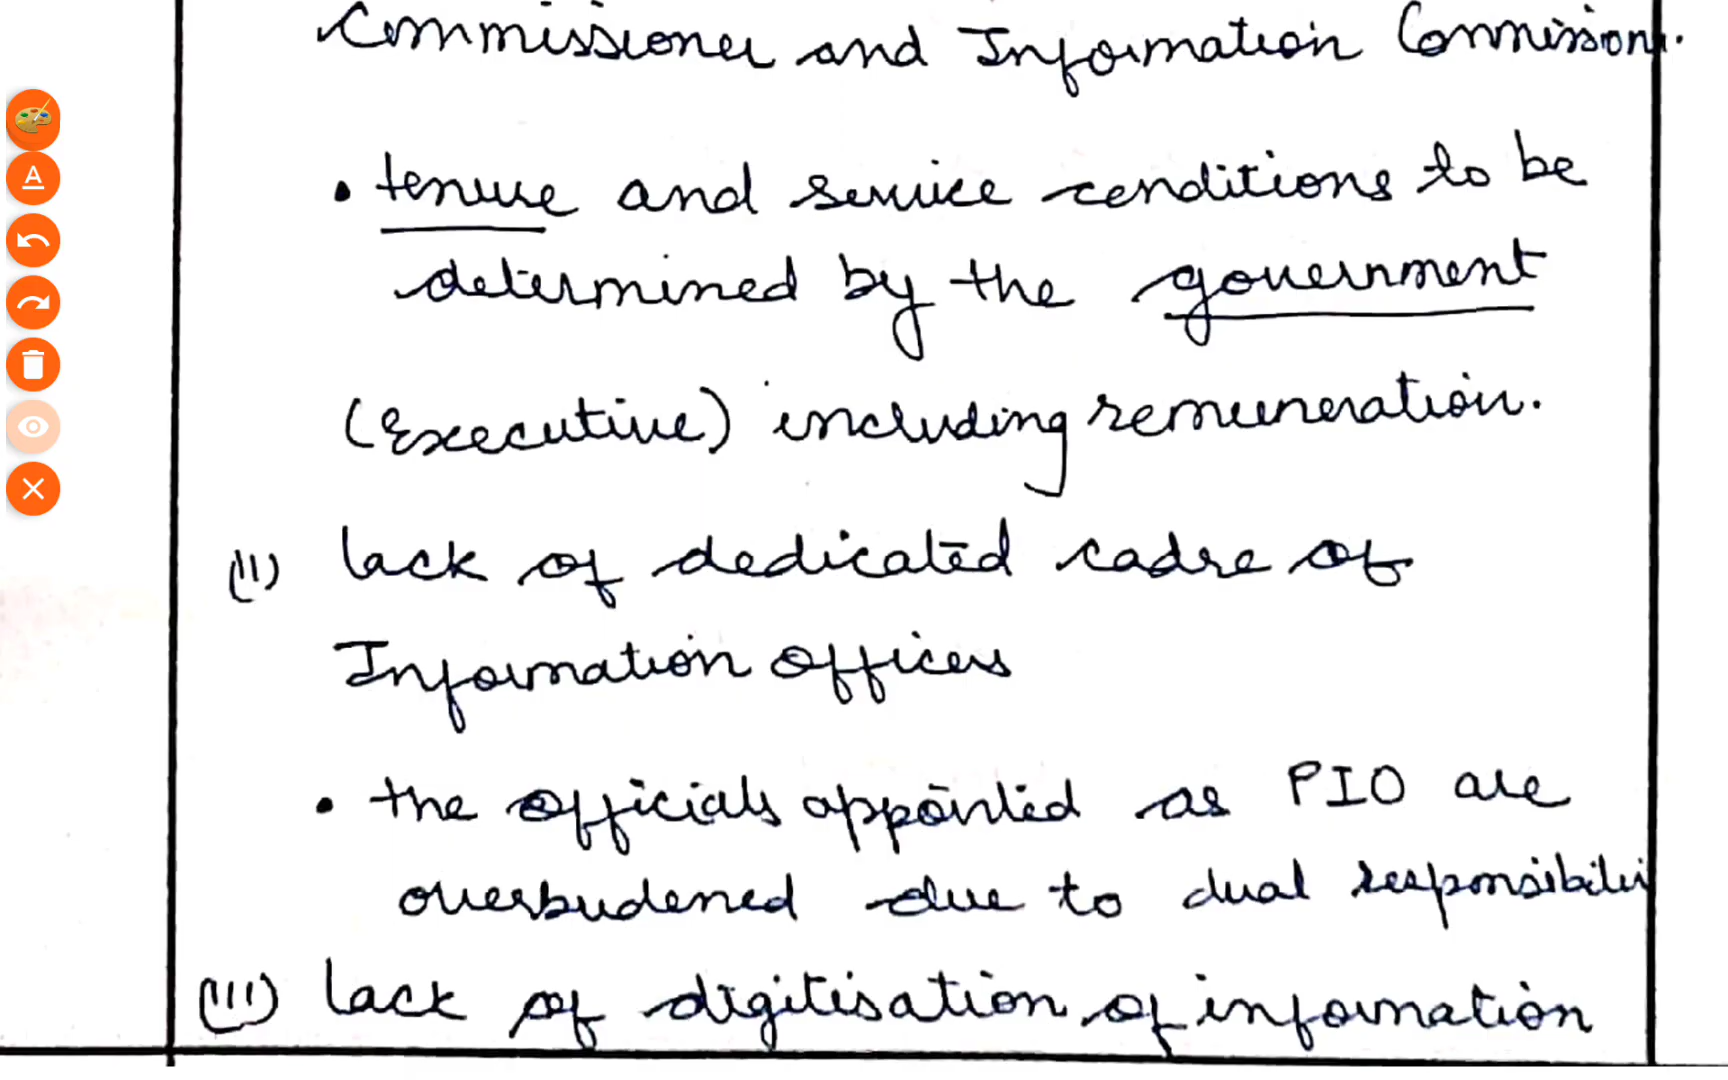 Commissioner and Information Commission.
• tenure and service conditions to be
determined by the government
(Executive) including remuneration.
(II) lack of dedicated cadre of
Information officers
• the officials appointed as PIO are
overbudened due to dual responsibiliti
(III) lack of digitisation of information